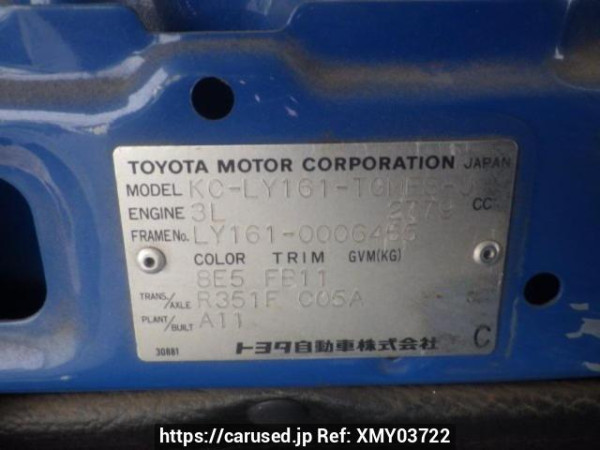 TOYOTA MOTOR CORPORATION JAPAN
MODEL
ENGINE 3L 2779 CC
FRAME No. LY161-0006455
COLOR TRIM GVM(KG)
8E5 FB11
TRANS/AXLE R351F C05A
PLANT/BUILT A11
30881
トヨタ自動車株式会社 C
https://carused.jp Ref: XMY03722